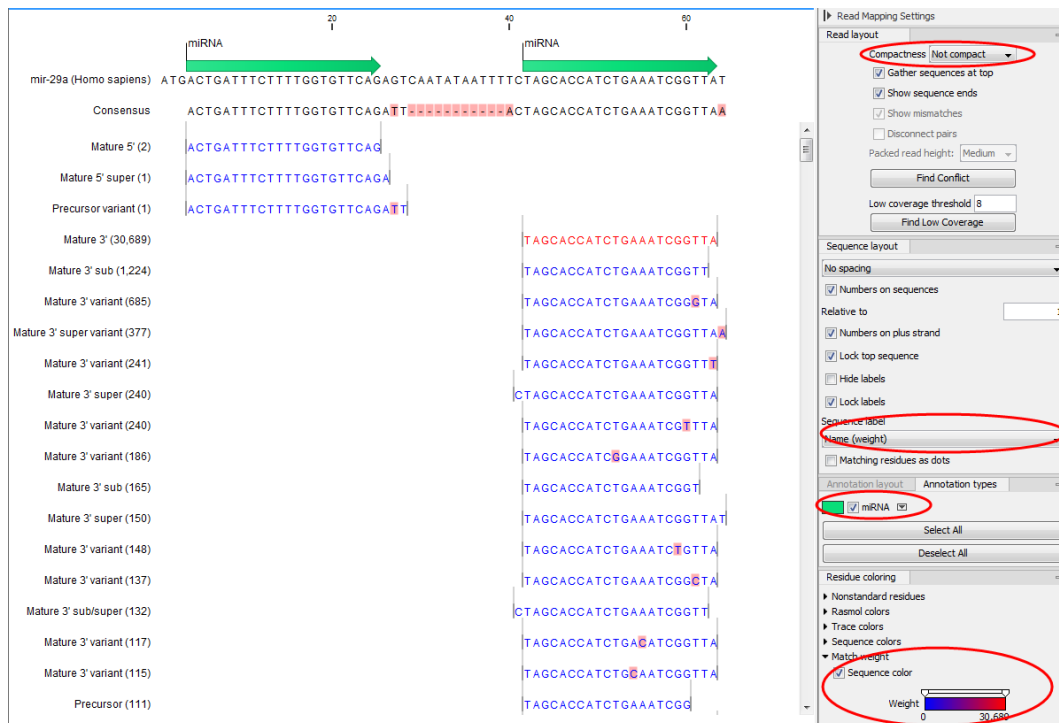 20
40
60
miRNA
miRNA
mir-29a (Homo sapiens) ATGACTGATTTCTTTTGGTGTTCAGAGTCAATATAATTTTCTAGCACCATCTGAAATCGGTTAT
Consensus ACTGATTTCTTTTGGTGTTCAGATT-----------ACTAGCACCATCTGAAATCGGTTAA
Mature 5' (2) ACTGATTTCTTTTGGTGTTCAG
Mature 5' super (1) ACTGATTTCTTTTGGTGTTCAGA
Precursor variant (1) ACTGATTTCTTTTGGTGTTCAGATT
Mature 3' (30,689) TAGCACCATCTGAAATCGGTTA
Mature 3' sub (1,224) TAGCACCATCTGAAATCGGTT
Mature 3' variant (685) TAGCACCATCTGAAATCGGGTA
Mature 3' super variant (377) TAGCACCATCTGAAATCGGTTAA
Mature 3' variant (241) TAGCACCATCTGAAATCGGTTT
Mature 3' super (240) CTAGCACCATCTGAAATCGGTTA
Mature 3' variant (240) TAGCACCATCTGAAATCGTTTA
Mature 3' variant (186) TAGCACCATCGGAAATCGGTTA
Mature 3' sub (165) TAGCACCATCTGAAATCGGT
Mature 3' super (150) TAGCACCATCTGAAATCGGTTAT
Mature 3' variant (148) TAGCACCATCTGAAATCTGTTA
Mature 3' variant (137) TAGCACCATCTGAAATCGGCTA
Mature 3' sub/super (132) CTAGCACCATCTGAAATCGGTT
Mature 3' variant (117) TAGCACCATCTGACATCGGTTA
Mature 3' variant (115) TAGCACCATCTGCAATCGGTTA
Precursor (111) TAGCACCATCTGAAATCGG
Read Mapping Settings
Read layout
Compactness Not compact
Gather sequences at top
Show sequence ends
Show mismatches
Disconnect pairs
Packed read height: Medium
Find Conflict
Low coverage threshold 8
Find Low Coverage
Sequence layout
No spacing
Numbers on sequences
Relative to
Numbers on plus strand
Lock top sequence
Hide labels
Lock labels
Sequence label
Name (weight)
Matching residues as dots
Annotation layout Annotation types
miRNA
Select All
Deselect All
Residue coloring
Nonstandard residues
Rasmol colors
Trace colors
Sequence colors
Match weight
Sequence color
Weight
0 30,689